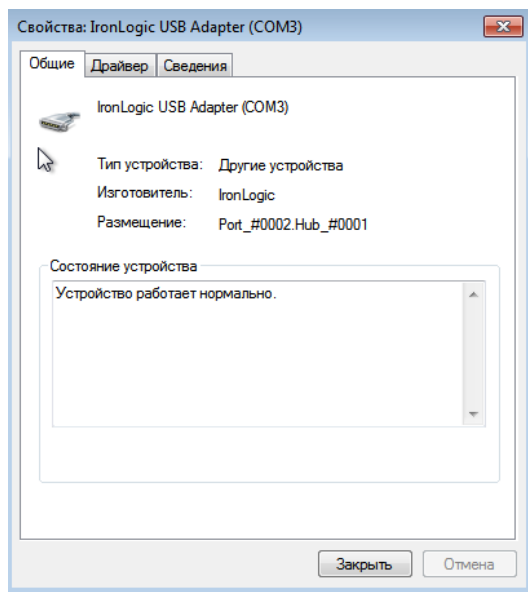 Свойства: IronLogic USB Adapter (COM3)
Общие Драйвер Сведения
IronLogic USB Adapter (COM3)
Тип устройства: Другие устройства
Изготовитель: IronLogic
Размещение: Port_#0002.Hub_#0001
Состояние устройства
Устройство работает нормально.
Закрыть Отмена